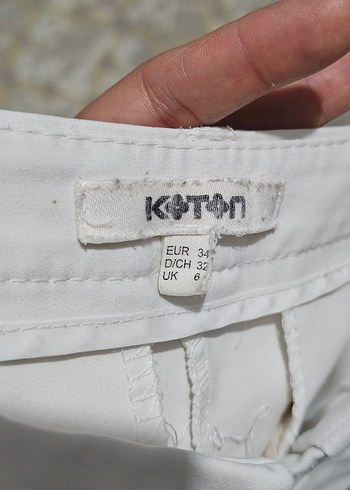 KOTON
EUR 34
D/CH 32
UK 6